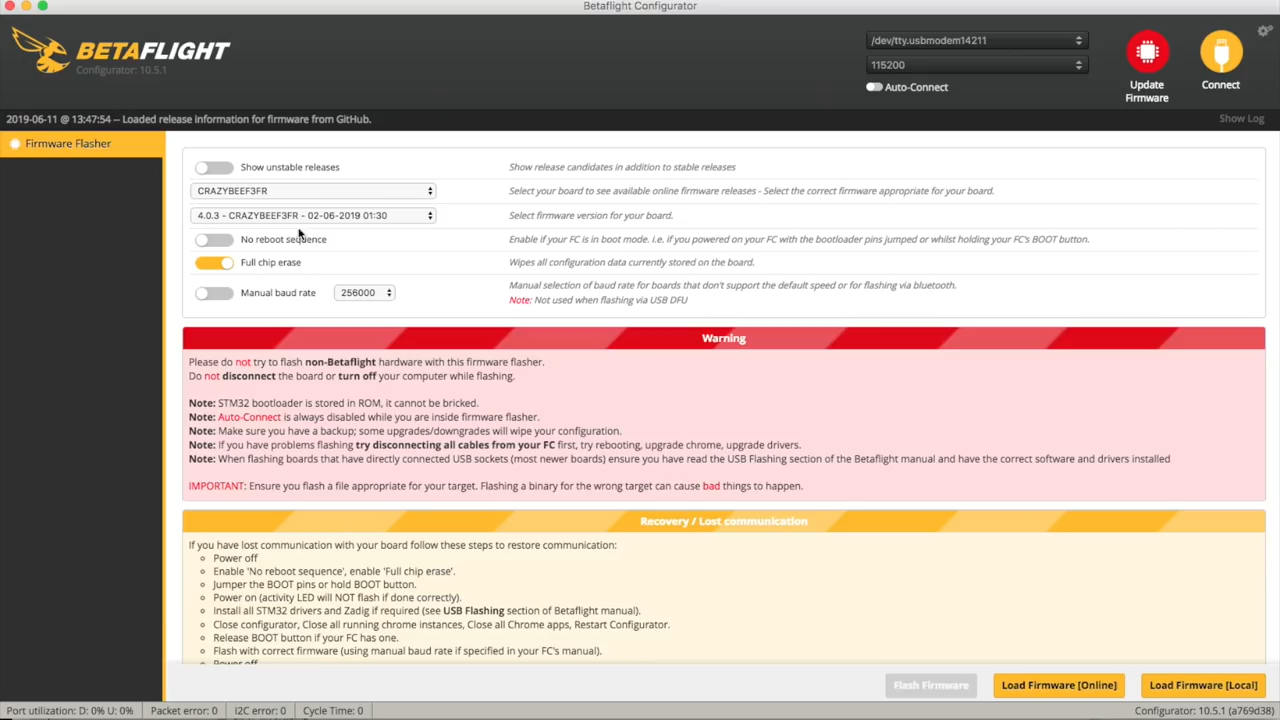 Betaflight Configurator
BETAFLIGHT
Configurator: 10.5.1
/dev/tty.usbmodem14211
115200
Auto-Connect
Update
Firmware
Connect
2019-06-11 @ 13:47:54 -- Loaded release information for firmware from GitHub.
Show Log
Firmware Flasher
Show unstable releases
Show release candidates in addition to stable releases
CRAZYBEEF3FR
Select your board to see available online firmware releases - Select the correct firmware appropriate for your board.
4.0.3 - CRAZYBEEF3FR - 02-06-2019 01:30
Select firmware version for your board.
No reboot sequence
Enable if your FC is in boot mode. i.e. if you powered on your FC with the bootloader pins jumped or whilst holding your FC's BOOT button.
Full chip erase
Wipes all configuration data currently stored on the board.
Manual baud rate
256000
Manual selection of baud rate for boards that don't support the default speed or for flashing via bluetooth.
Note: Not used when flashing via USB DFU
Warning
Please do not try to flash non-Betaflight hardware with this firmware flasher.
Do not disconnect the board or turn off your computer while flashing.
Note: STM32 bootloader is stored in ROM, it cannot be bricked.
Note: Auto-Connect is always disabled while you are inside firmware flasher.
Note: Make sure you have a backup; some upgrades/downgrades will wipe your configuration.
Note: If you have problems flashing try disconnecting all cables from your FC first, try rebooting, upgrade chrome, upgrade drivers.
Note: When flashing boards that have directly connected USB sockets (most newer boards) ensure you have read the USB Flashing section of the Betaflight manual and have the correct software and drivers installed
IMPORTANT: Ensure you flash a file appropriate for your target. Flashing a binary for the wrong target can cause bad things to happen.
Recovery / Lost communication
If you have lost communication with your board follow these steps to restore communication:
Power off
Enable 'No reboot sequence', enable 'Full chip erase'.
Jumper the BOOT pins or hold BOOT button.
Power on (activity LED will NOT flash if done correctly).
Install all STM32 drivers and Zadig if required (see USB Flashing section of Betaflight manual).
Close configurator, Close all running chrome instances, Close all Chrome apps, Restart Configurator.
Release BOOT button if your FC has one.
Flash with correct firmware (using manual baud rate if specified in your FC's manual).
Power off
Flash Firmware
Load Firmware [Online]
Load Firmware [Local]
Port utilization: D: 0% U: 0%
Packet error: 0
I2C error: 0
Cycle Time: 0
Configurator: 10.5.1 (a769d38)